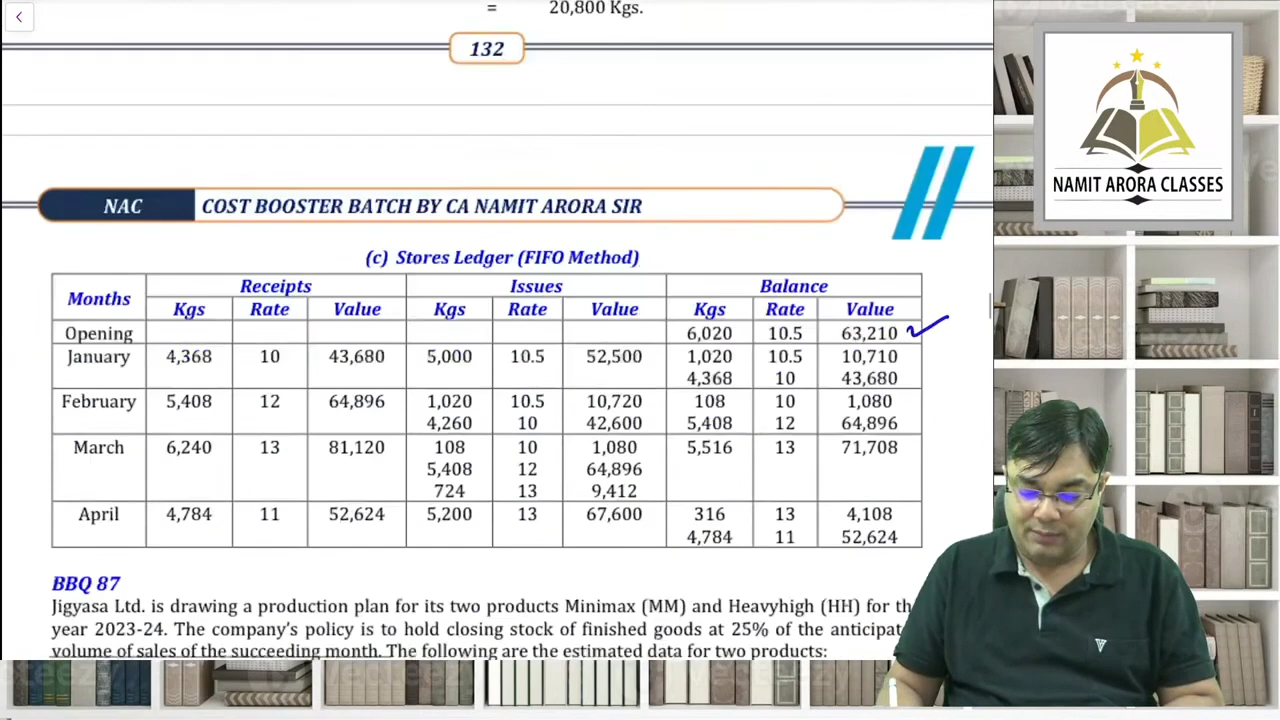 = 20,800 Kgs.
132
NAC COST BOOSTER BATCH BY CA NAMIT ARORA SIR
NAMIT ARORA CLASSES
(c) Stores Ledger (FIFO Method)
Months Receipts Issues Balance
Kgs Rate Value Kgs Rate Value Kgs Rate Value
Opening 6,020 10.5 63,210
January 4,368 10 43,680 5,000 10.5 52,500 1,020 10.5 10,710
4,368 10 43,680
February 5,408 12 64,896 1,020 10.5 10,720 108 10 1,080
4,260 10 42,600 5,408 12 64,896
March 6,240 13 81,120 108 10 1,080 5,516 13 71,708
5,408 12 64,896
724 13 9,412
April 4,784 11 52,624 5,200 13 67,600 316 13 4,108
4,784 11 52,624
BBQ 87
Jigyasa Ltd. is drawing a production plan for its two products Minimax (MM) and Heavyhigh (HH) for th
year 2023-24. The company's policy is to hold closing stock of finished goods at 25% of the anticipat
volume of sales of the succeeding month. The following are the estimated data for two products: